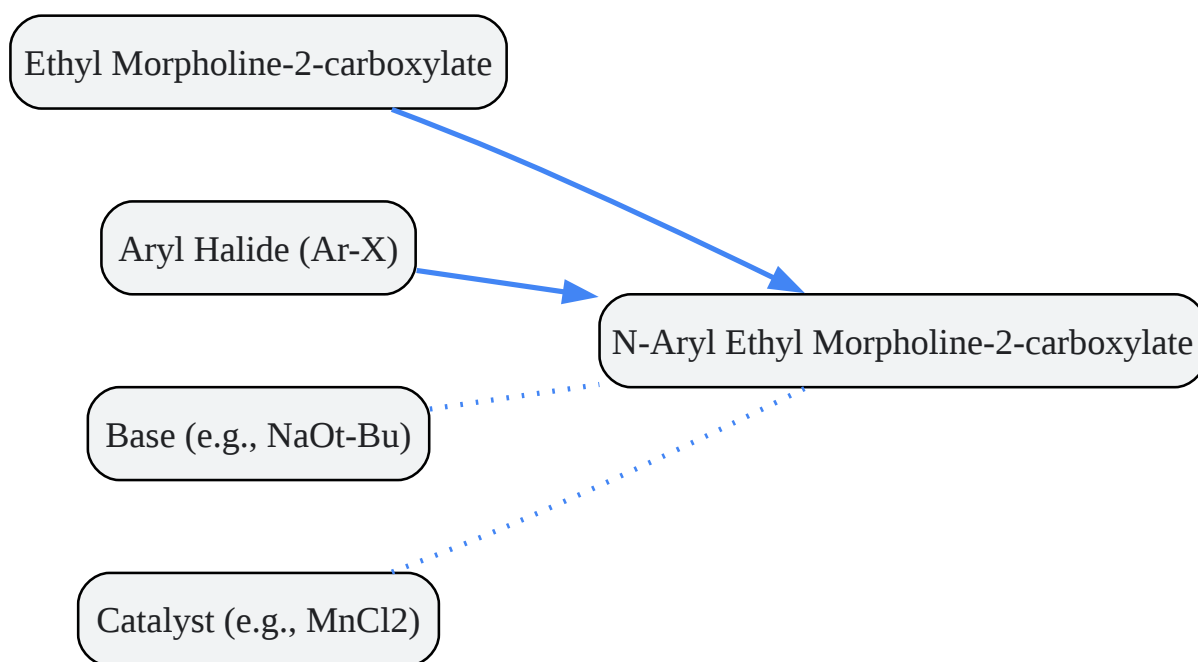 Ethyl Morpholine-2-carboxylate
Aryl Halide (Ar-X)
N-Aryl Ethyl Morpholine-2-carboxylate
Base (e.g., NaOt-Bu)
Catalyst (e.g., MnCl2)